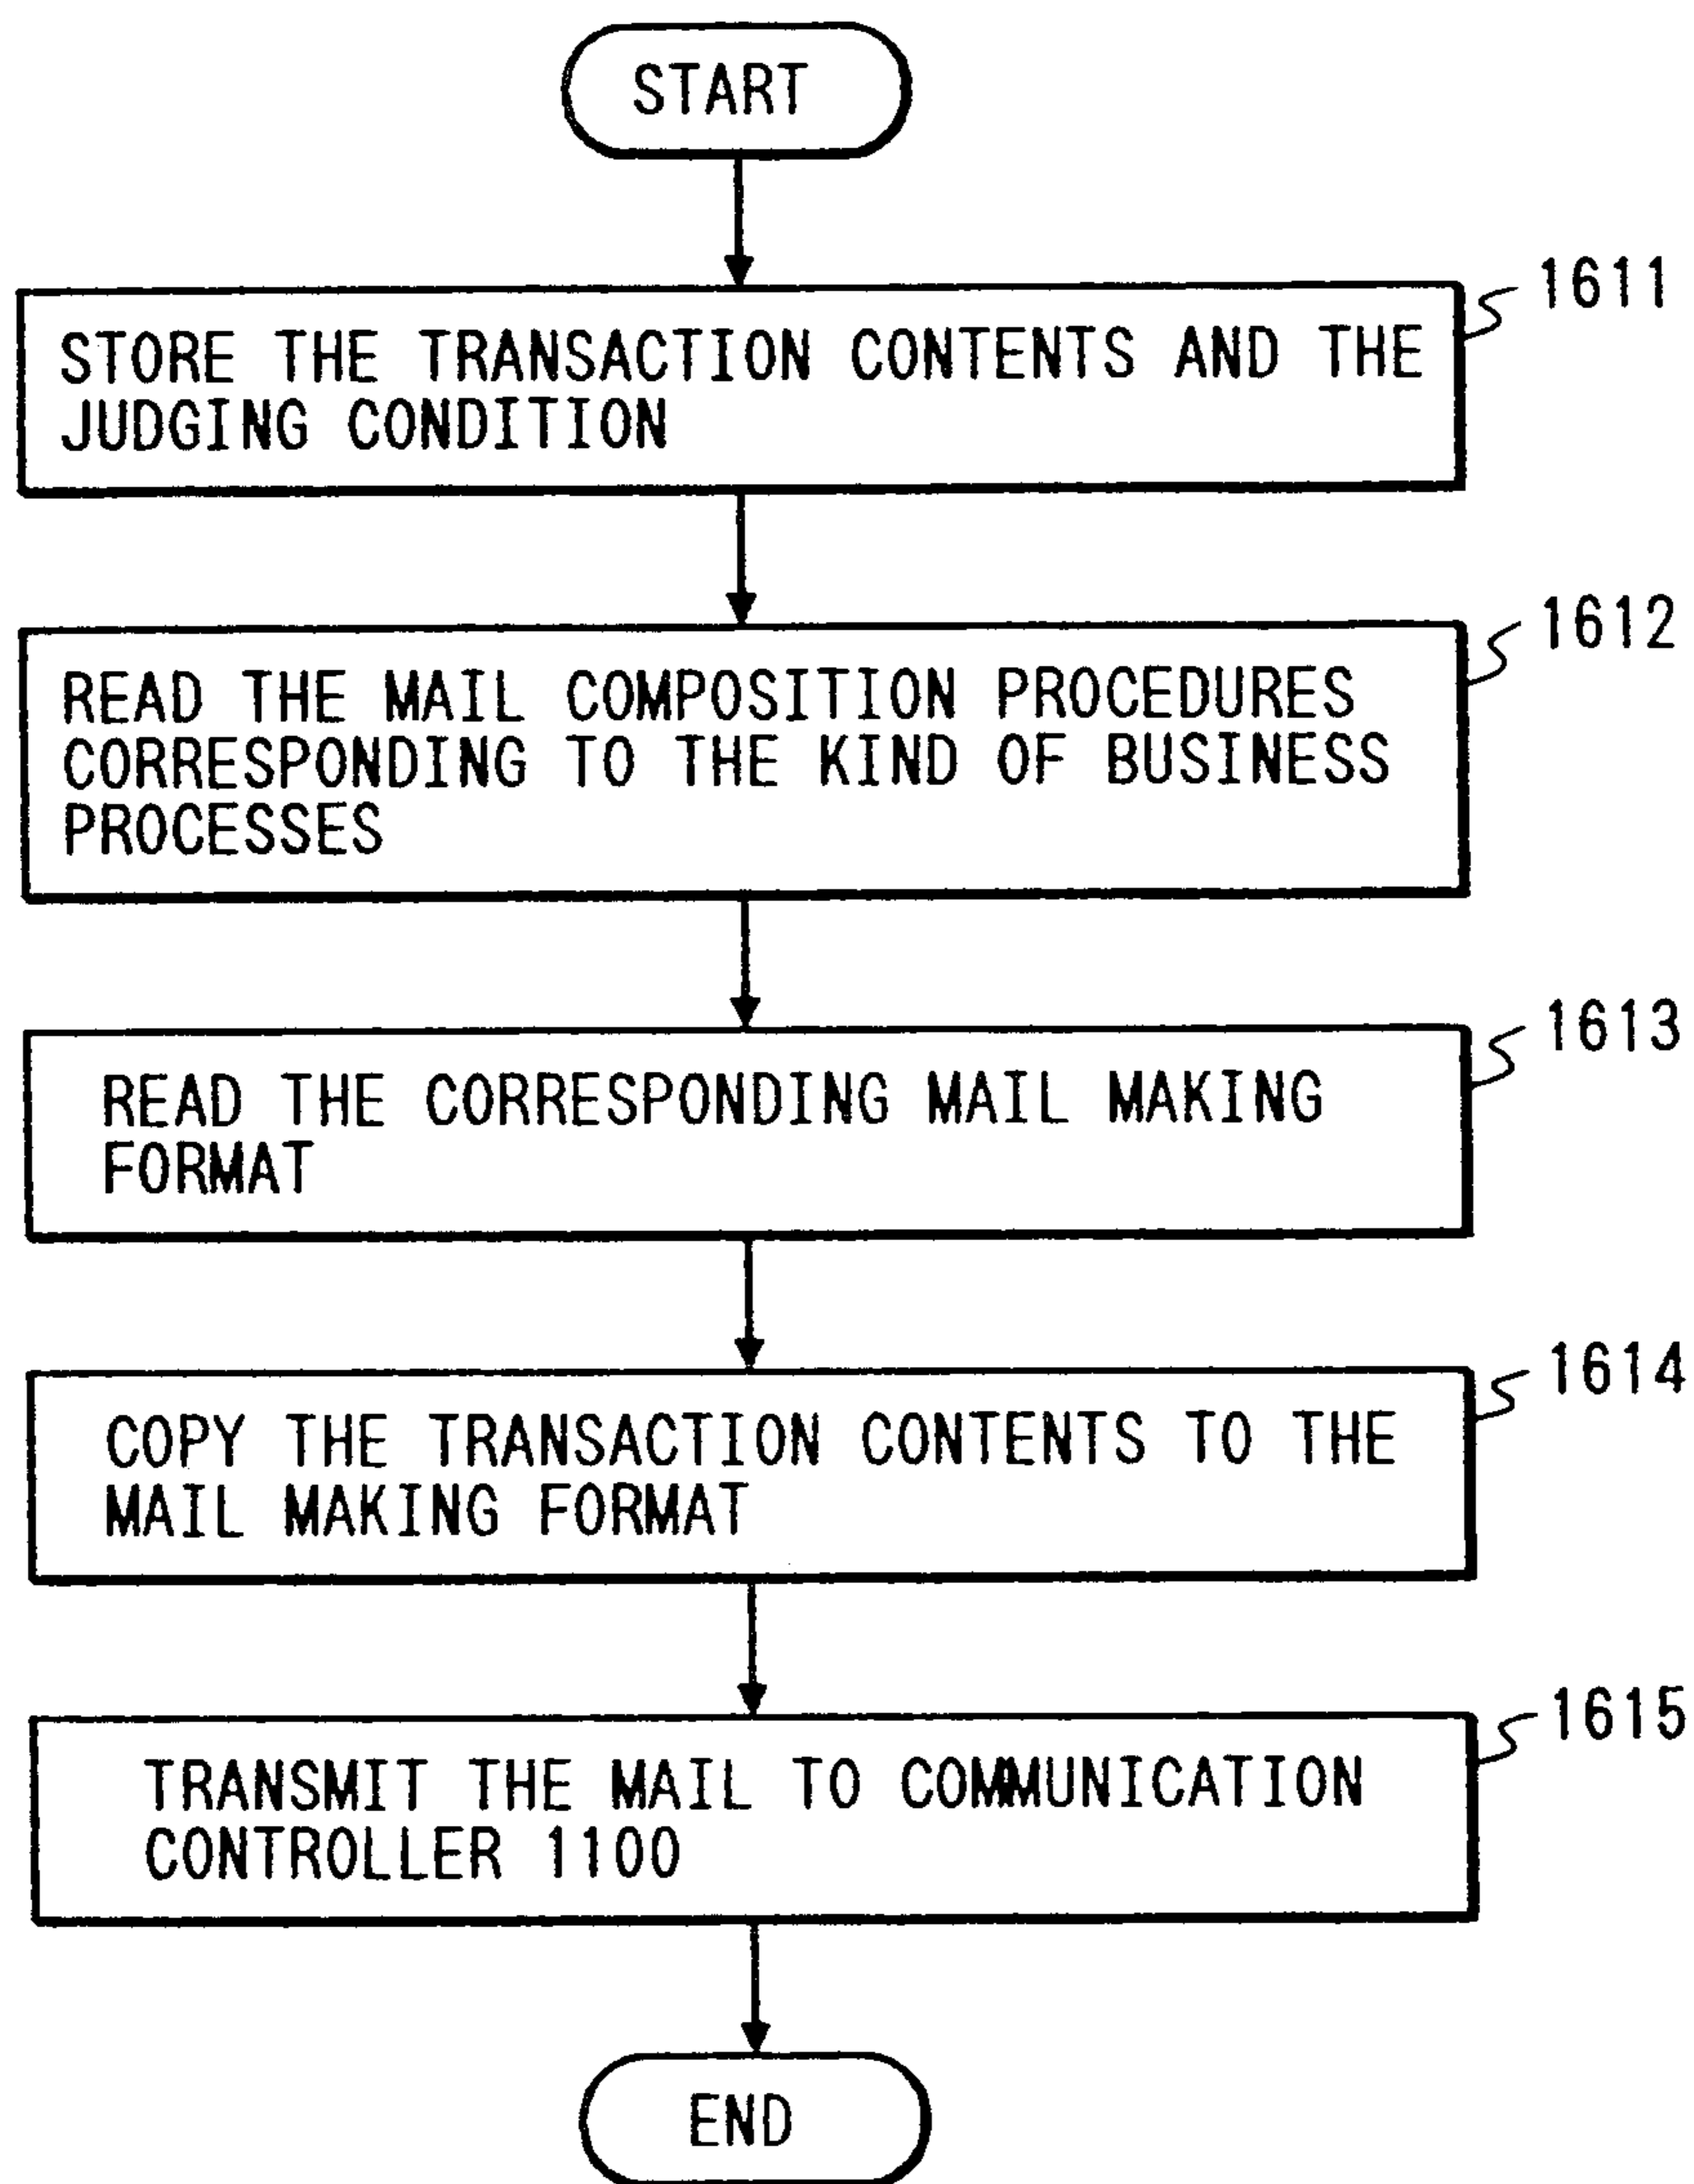 START
1611
STORE THE TRANSACTION CONTENTS AND THE
JUDGING CONDITION
1612
READ THE MAIL COMPOSITION PROCEDURES
CORRESPONDING TO THE KIND OF BUSINESS
PROCESSES
1613
READ THE CORRESPONDING MAIL MAKING
FORMAT
1614
COPY THE TRANSACTION CONTENTS TO THE
MAIL MAKING FORMAT
1615
TRANSMIT THE MAIL TO COMMUNICATION
CONTROLLER 1100
END